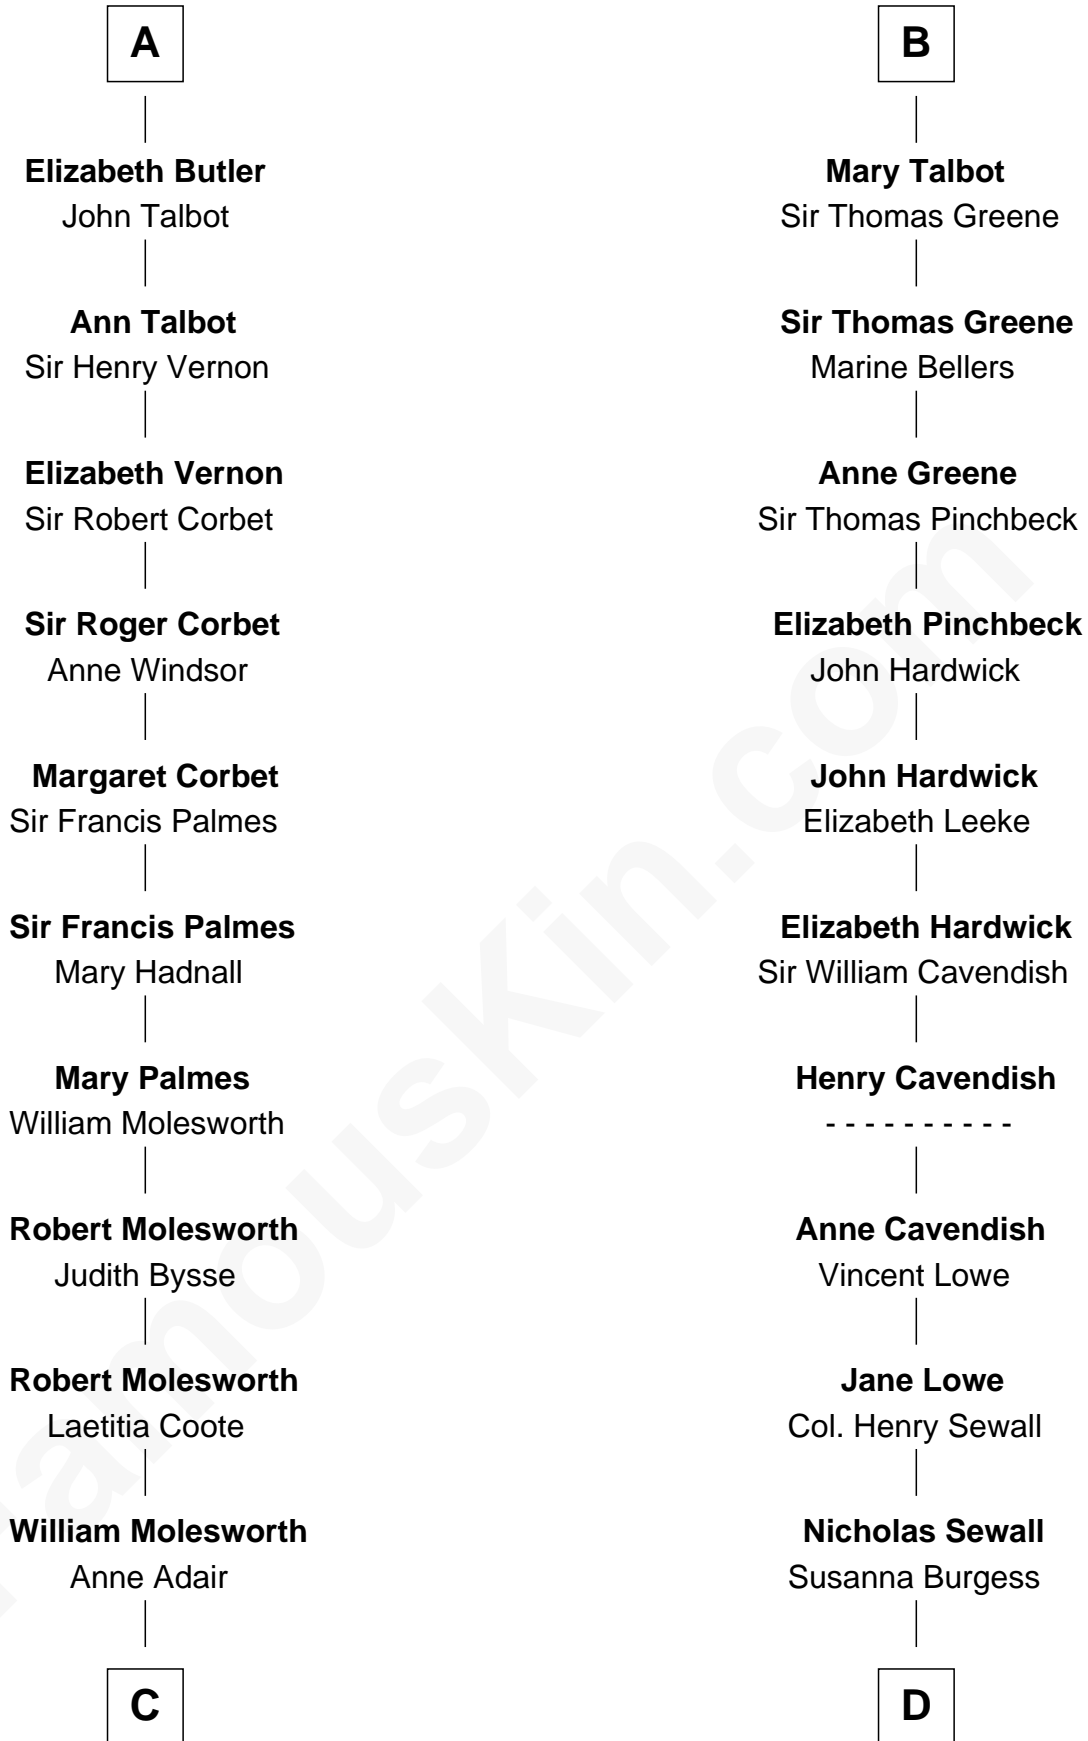 A
Elizabeth Butler
John Talbot
Ann Talbot
Sir Henry Vernon
Elizabeth Vernon
Sir Robert Corbet
Sir Roger Corbet
Anne Windsor
Margaret Corbet
Sir Francis Palmes
Sir Francis Palmes
Mary Hadnall
Mary Palmes
William Molesworth
Robert Molesworth
Judith Bysse
Robert Molesworth
Laetitia Coote
William Molesworth
Anne Adair
C
B
Mary Talbot
Sir Thomas Greene
Sir Thomas Greene
Marine Bellers
Anne Greene
Sir Thomas Pinchbeck
Elizabeth Pinchbeck
John Hardwick
John Hardwick
Elizabeth Leeke
Elizabeth Hardwick
Sir William Cavendish
Henry Cavendish
- - - - - - - - - -
Anne Cavendish
Vincent Lowe
Jane Lowe
Col. Henry Sewall
Nicholas Sewall
Susanna Burgess
D
FamousKin.com